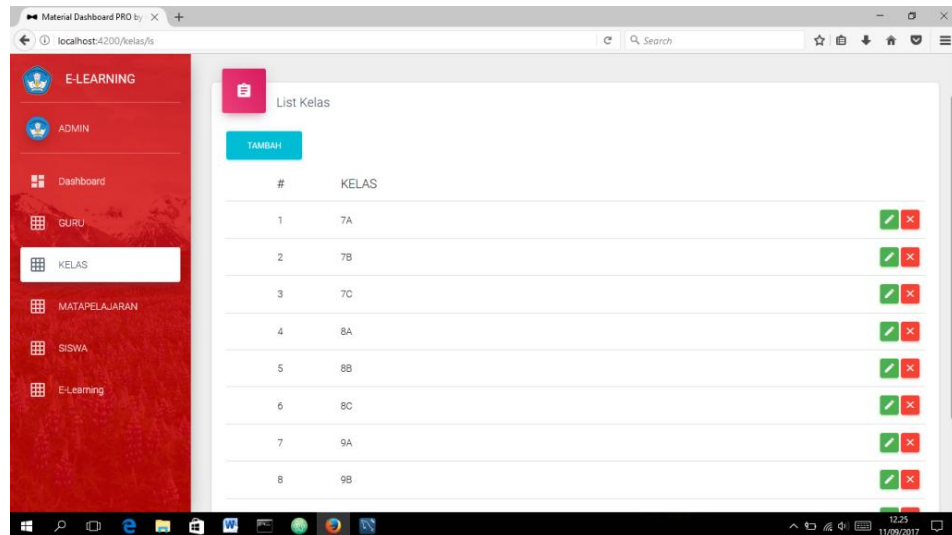 Material Dashboard PRO by
localhost:4200/kelas/ls
Search
E-LEARNING
ADMIN
Dashboard
GURU
KELAS
MATAPELAJARAN
SISWA
E-Learning
List Kelas
TAMBAH
# KELAS
1 7A
2 7B
3 7C
4 8A
5 8B
6 8C
7 9A
8 9B
12.25
11/09/2017